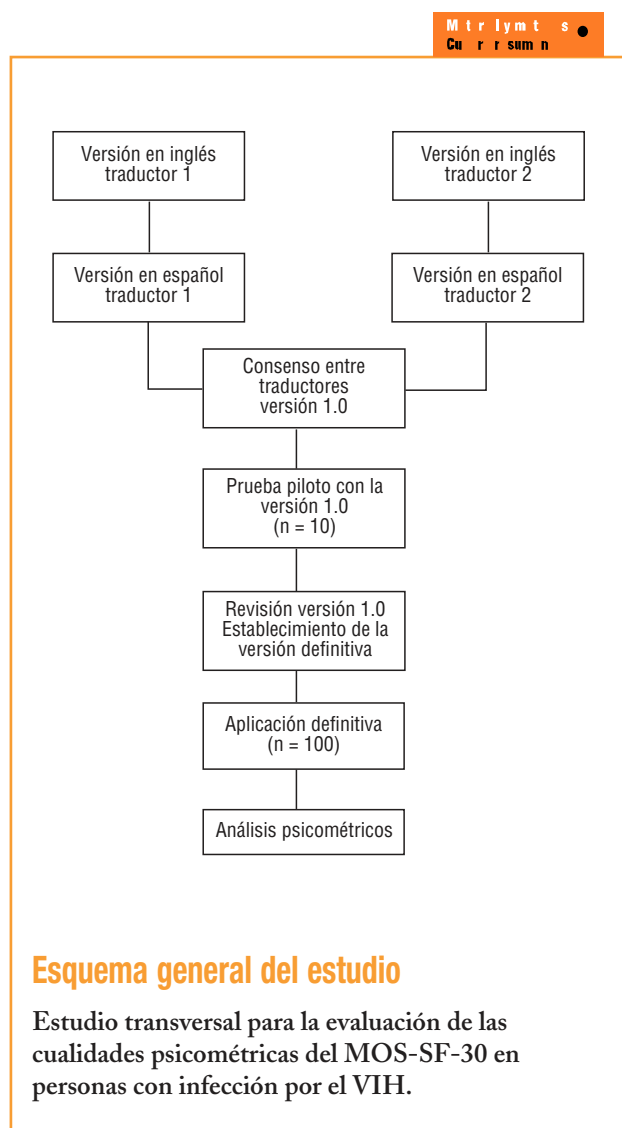 Versión en inglés
traductor 1
Versión en inglés
traductor 2
Versión en español
traductor 1
Versión en español
traductor 2
Consenso entre
traductores
versión 1.0
Prueba piloto con la
versión 1.0
(n = 10)
Revisión versión 1.0
Establecimiento de la
versión definitiva
Aplicación definitiva
(n = 100)
Análisis psicométricos
Esquema general del estudio
Estudio transversal para la evaluación de las
cualidades psicométricas del MOS-SF-30 en
personas con infección por el VIH.